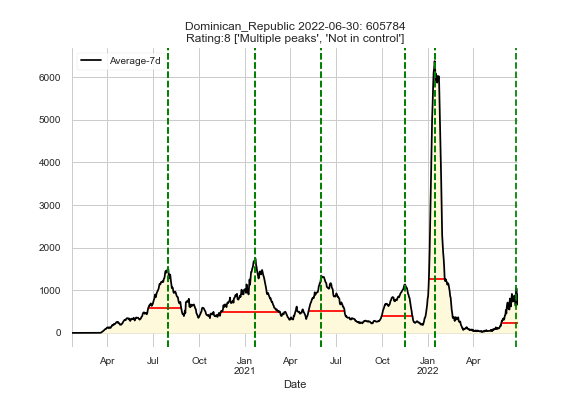 Dominican_Republic 2022-06-30: 605784
Rating:8 ['Multiple peaks', 'Not in control']
Average-7d
6000
5000
4000
3000
2000
1000
0
Apr Jul Oct Jan Apr Jul Oct Jan Apr
2021 2022
Date